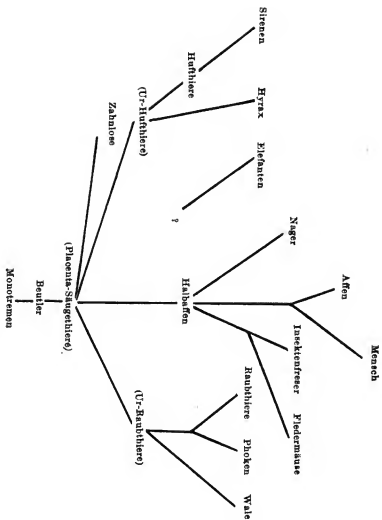 Mensch
Affen
Fledermäuse
Insektenfreser
Nager
Elefanten
Hyrax
Sirenen
Hufthiere
?
Halbaffen
Raubthiere
Phoken
Wale
(Ur-Hufthiere)
(Ur-Raubthiere)
Zahnlose
(Placenta-Säugethiere)
Beutler
Monotremen